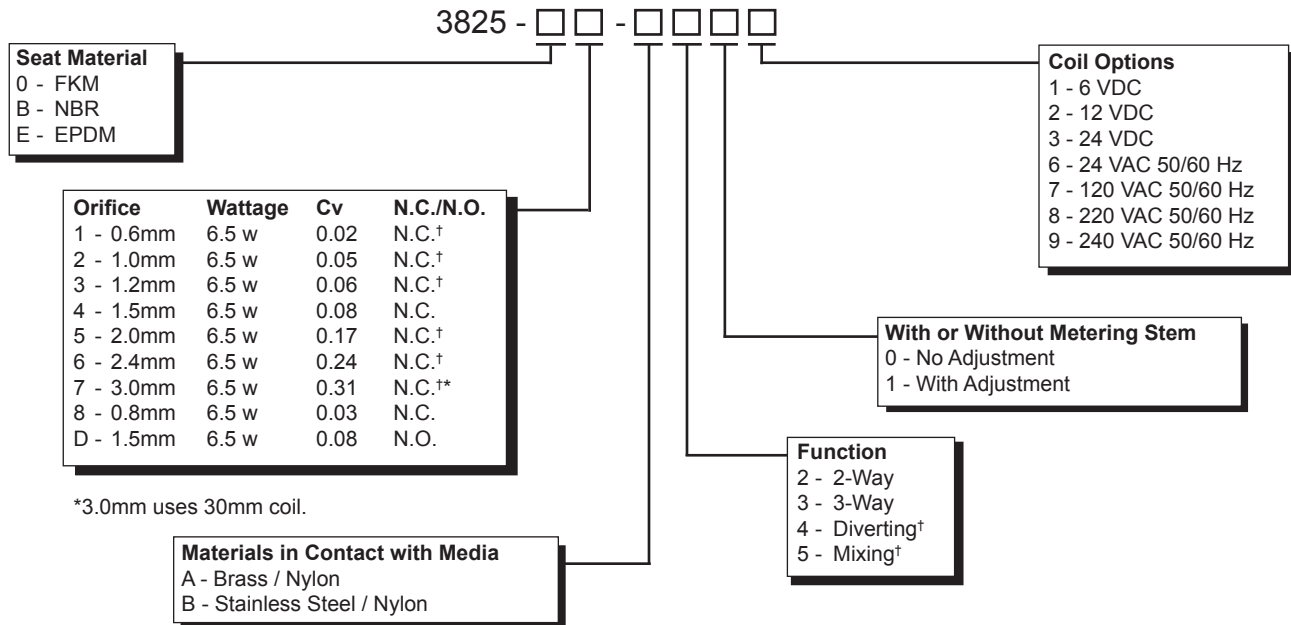 3825 - □ □ - □ □ □ □
Seat Material
0 - FKM
B - NBR
E - EPDM
Orifice Wattage Cv N.C./N.O.
1 - 0.6mm 6.5 w 0.02 N.C.†
2 - 1.0mm 6.5 w 0.05 N.C.†
3 - 1.2mm 6.5 w 0.06 N.C.†
4 - 1.5mm 6.5 w 0.08 N.C.
5 - 2.0mm 6.5 w 0.17 N.C.†
6 - 2.4mm 6.5 w 0.24 N.C.†
7 - 3.0mm 6.5 w 0.31 N.C.†*
8 - 0.8mm 6.5 w 0.03 N.C.
D - 1.5mm 6.5 w 0.08 N.O.
*3.0mm uses 30mm coil.
Materials in Contact with Media
A - Brass / Nylon
B - Stainless Steel / Nylon
Function
2 - 2-Way
3 - 3-Way
4 - Diverting†
5 - Mixing†
With or Without Metering Stem
0 - No Adjustment
1 - With Adjustment
Coil Options
1 - 6 VDC
2 - 12 VDC
3 - 24 VDC
6 - 24 VAC 50/60 Hz
7 - 120 VAC 50/60 Hz
8 - 220 VAC 50/60 Hz
9 - 240 VAC 50/60 Hz